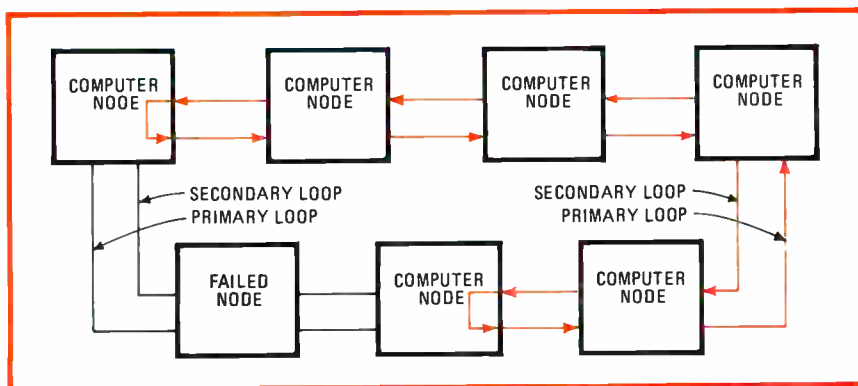 COMPUTER
NODE
COMPUTER
NODE
COMPUTER
NODE
COMPUTER
NODE
SECONDARY LOOP
PRIMARY LOOP
SECONDARY LOOP
PRIMARY LOOP
FAILED
NODE
COMPUTER
NODE
COMPUTER
NODE